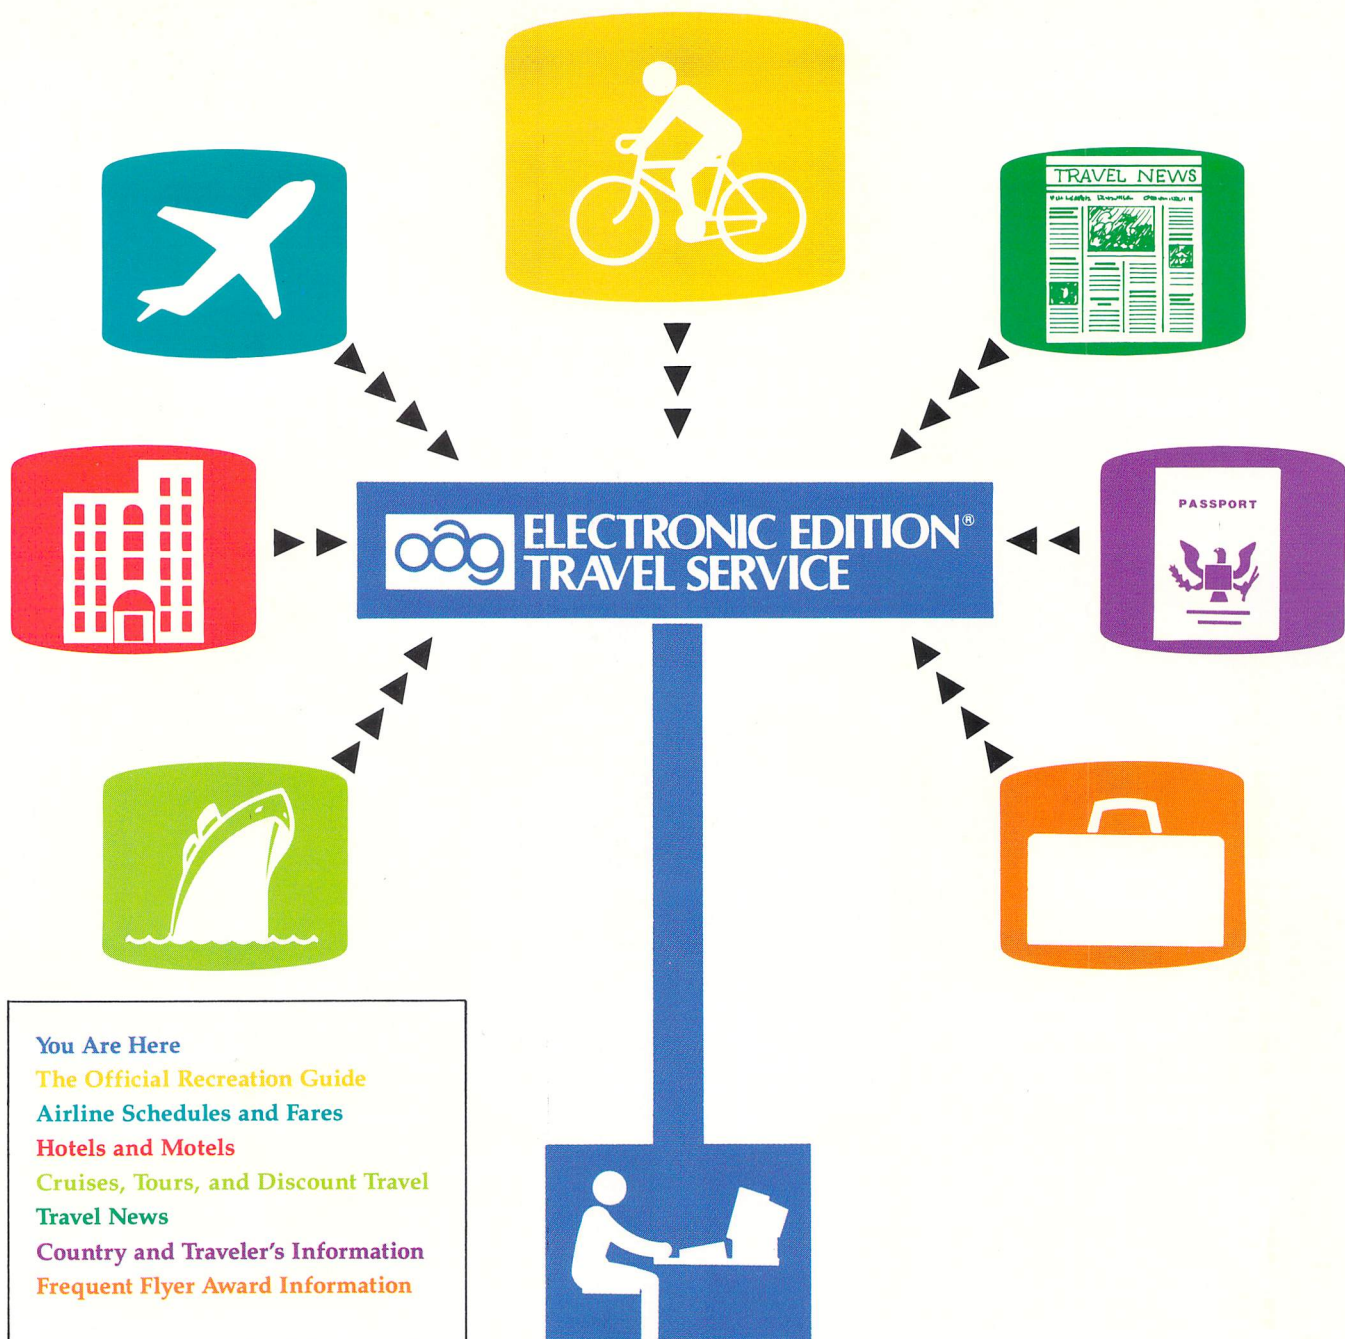 TRAVEL NEWS
PASSPORT
oag ELECTRONIC EDITION®
TRAVEL SERVICE
You Are Here
The Official Recreation Guide
Airline Schedules and Fares
Hotels and Motels
Cruises, Tours, and Discount Travel
Travel News
Country and Traveler's Information
Frequent Flyer Award Information